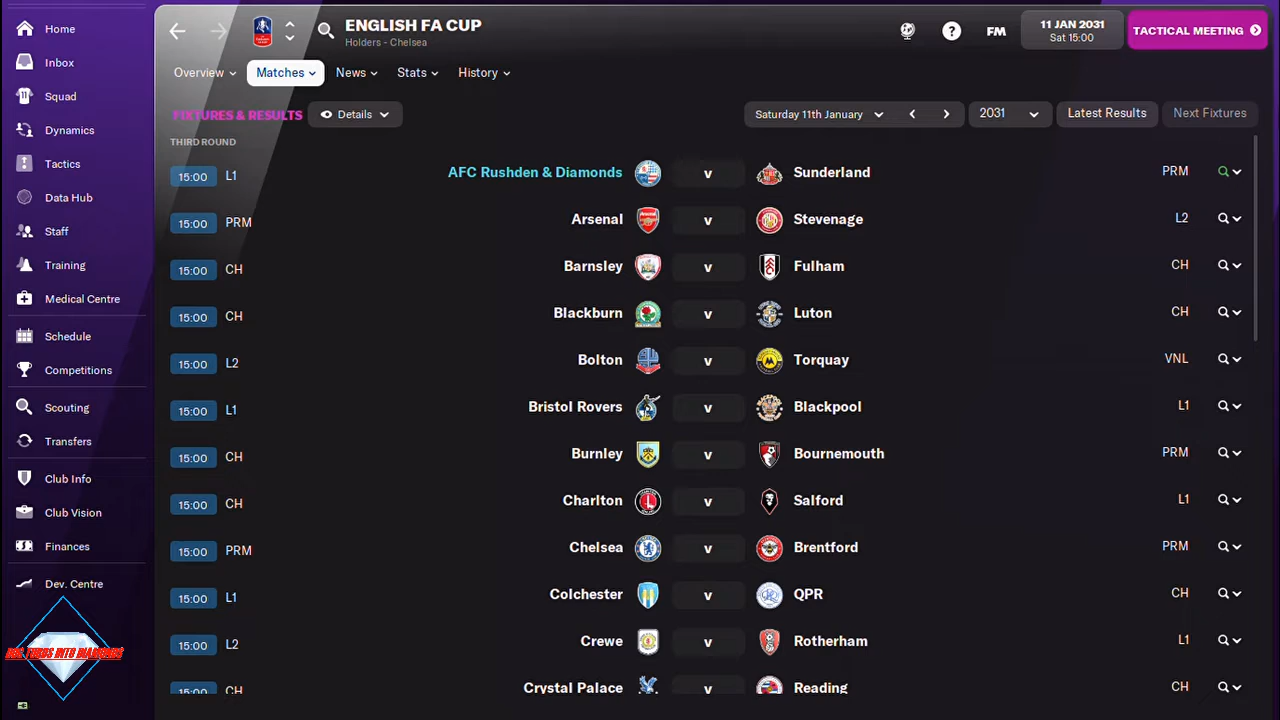 Home
Inbox
Squad
Dynamics
Tactics
Data Hub
Staff
Training
Medical Centre
Schedule
Competitions
Scouting
Transfers
Club Info
Club Vision
Finances
Dev. Centre
ENGLISH FA CUP
Holders - Chelsea
FM
11 JAN 2031
Sat 15:00
TACTICAL MEETING
Overview Matches News Stats History
FIXTURES & RESULTS Details Saturday 11th January 2031 Latest Results Next Fixtures
THIRD ROUND
15:00 L1 AFC Rushden & Diamonds v Sunderland PRM
15:00 PRM Arsenal v Stevenage L2
15:00 CH Barnsley v Fulham CH
15:00 CH Blackburn v Luton CH
15:00 L2 Bolton v Torquay VNL
15:00 L1 Bristol Rovers v Blackpool L1
15:00 CH Burnley v Bournemouth PRM
15:00 CH Charlton v Salford L1
15:00 PRM Chelsea v Brentford PRM
15:00 L1 Colchester v QPR CH
15:00 L2 Crewe v Rotherham L1
15:00 CH Crystal Palace v Reading CH